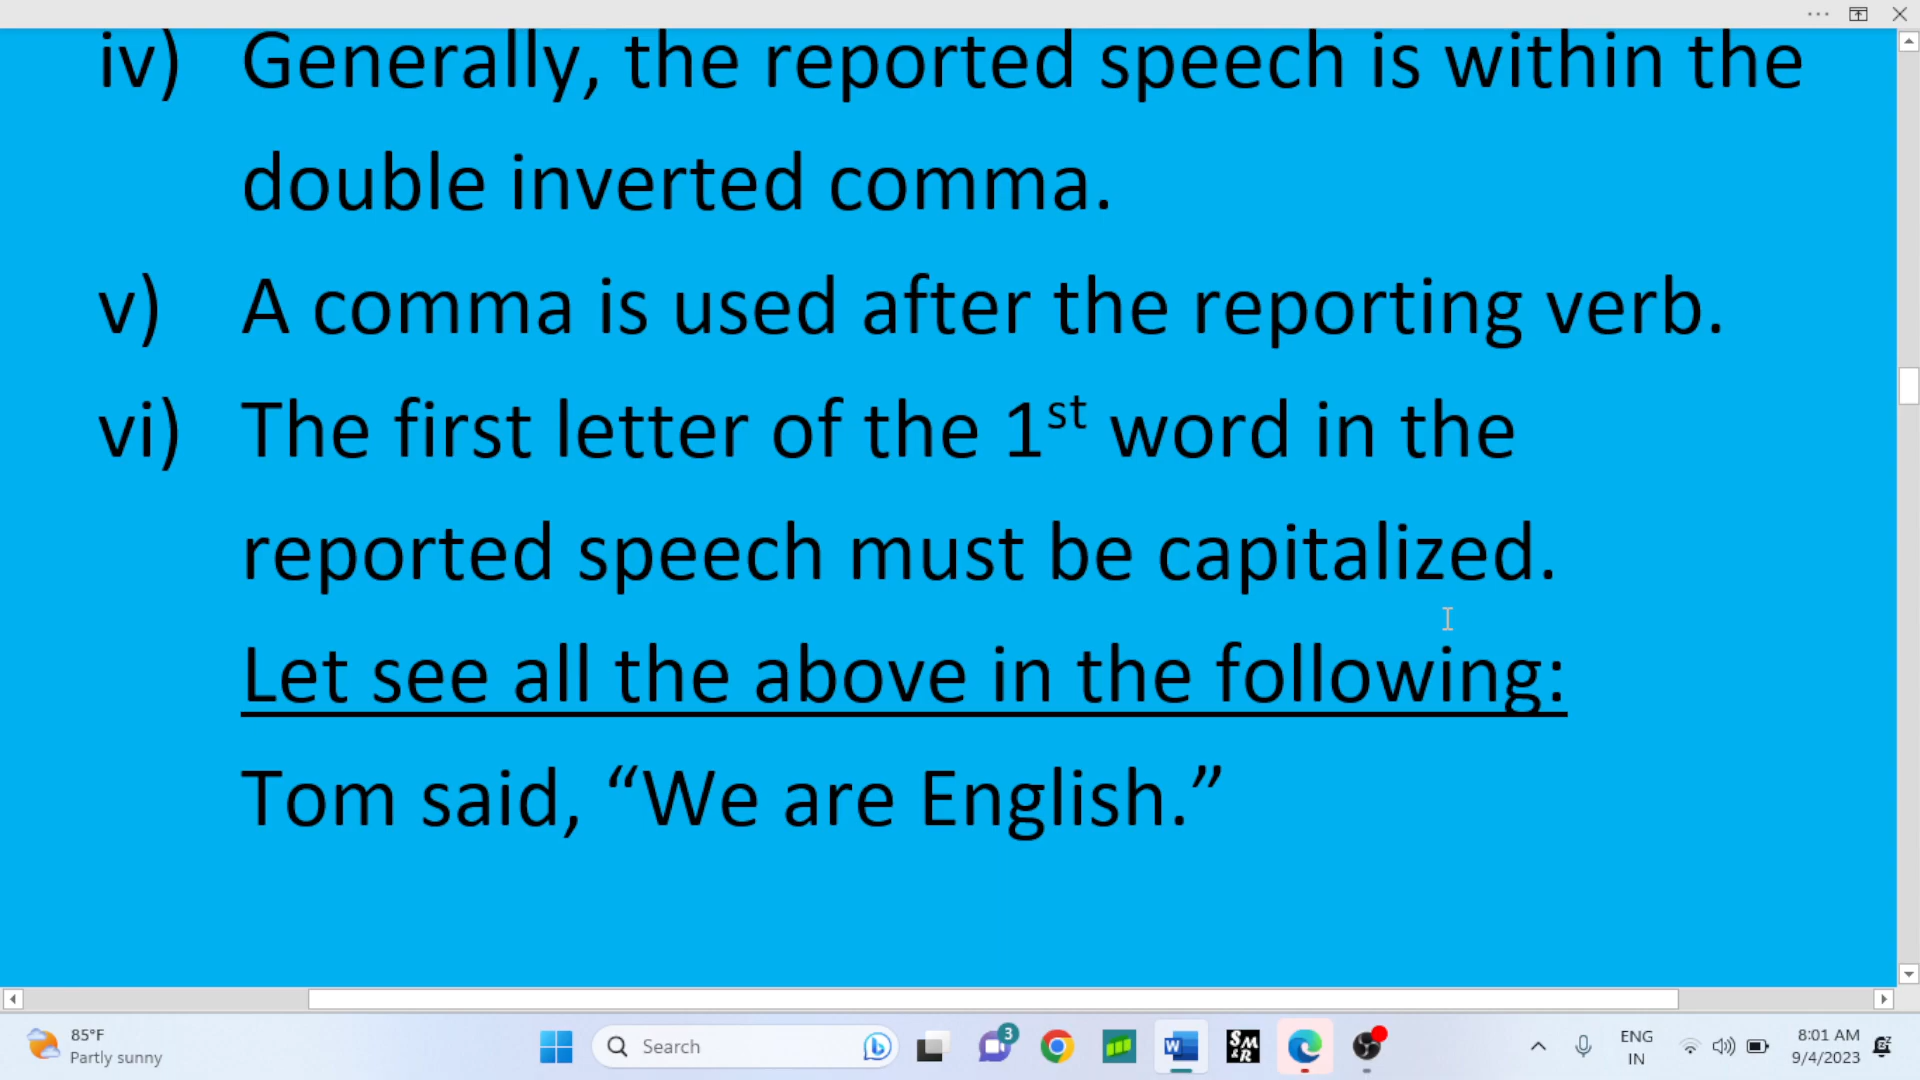 iv) Generally, the reported speech is within the
double inverted comma.
v) A comma is used after the reporting verb.
vi) The first letter of the 1st word in the
reported speech must be capitalized.
Let see all the above in the following:
Tom said, “We are English.”
85°F
Partly sunny
Search
3
W
SM
&R
ENG
IN
8:01 AM
9/4/2023